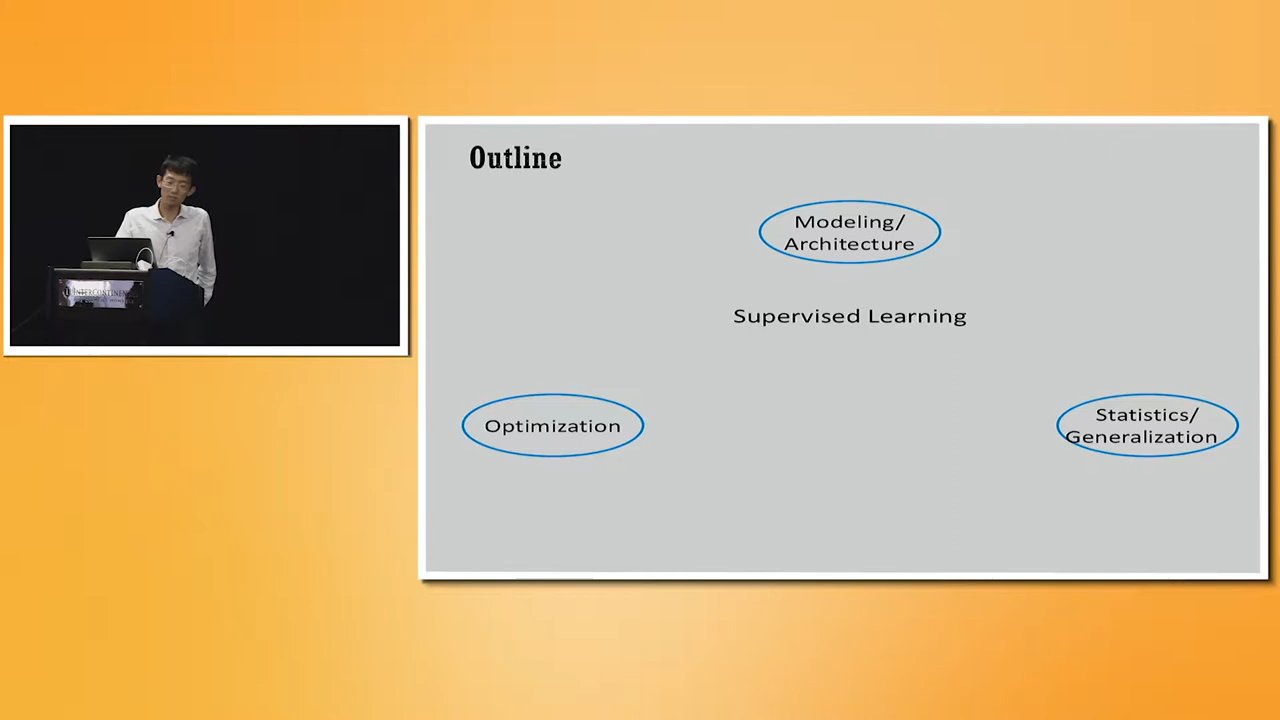 Outline
Modeling/
Architecture
Supervised Learning
Optimization
Statistics/
Generalization